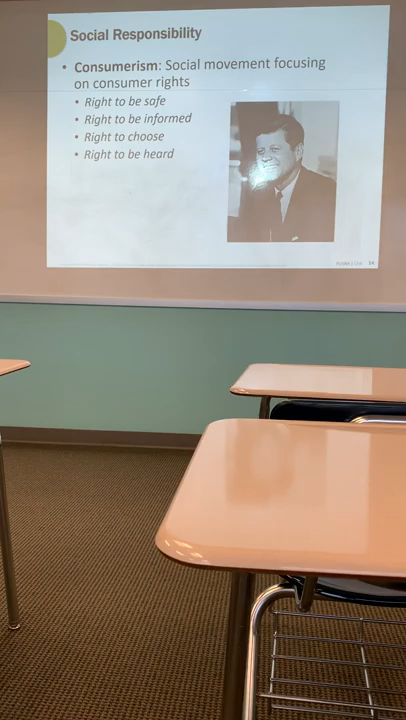 Social Responsibility
• Consumerism: Social movement focusing
on consumer rights
• Right to be safe
• Right to be informed
• Right to choose
• Right to be heard
14